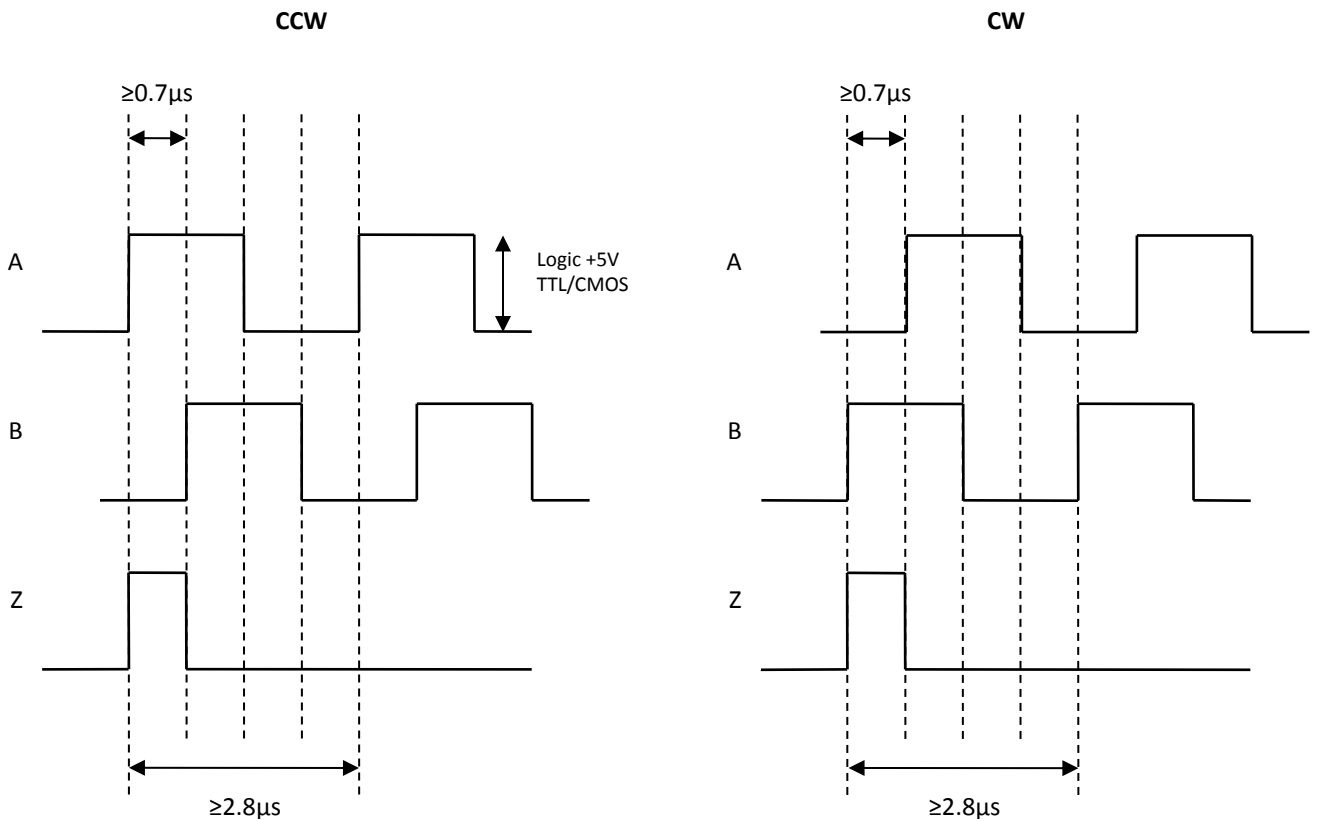 CCW
≥0.7µs
A
Logic +5V
TTL/CMOS
B
Z
≥2.8µs
CW
≥0.7µs
A
B
Z
≥2.8µs